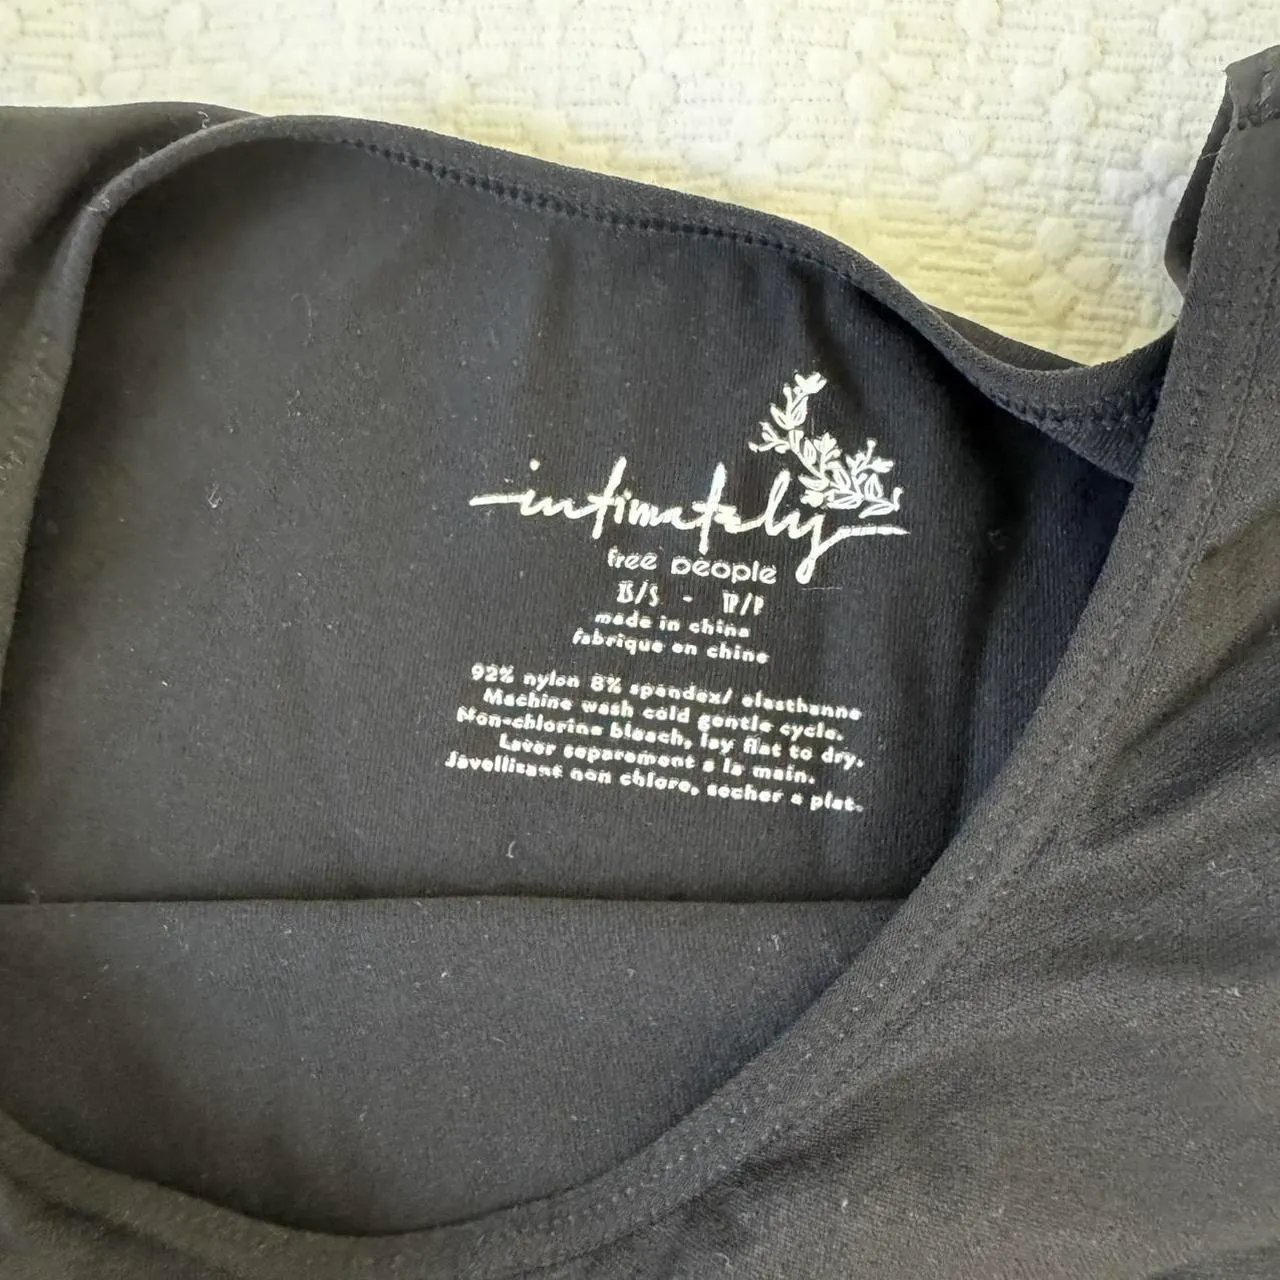 intimately
free people
XS/S - TP/P
made in china
fabrique en chine
92% nylon 8% spandex/ elasthanne
Machine wash cold gentle cycle.
Non-chlorine bleach, lay flat to dry.
Laver separement a la main.
Javellisant non chlore, secher a plat.